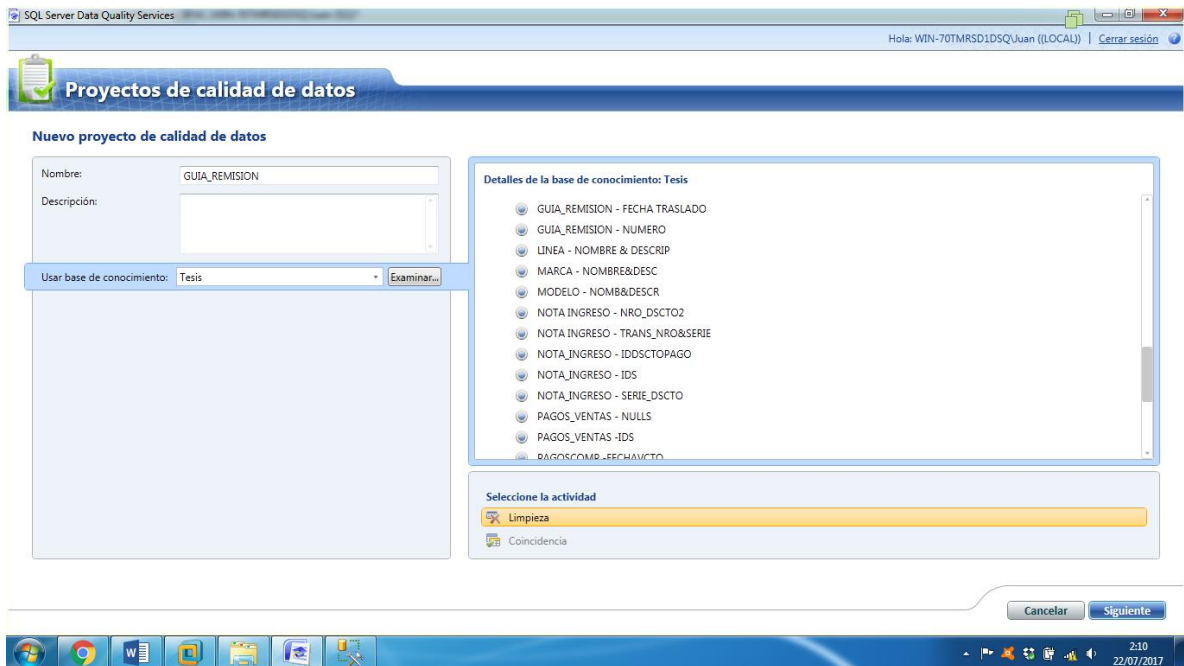 SQL Server Data Quality Services
Hola: WIN-70TMRSD1DSQ\Juan ((LOCAL)) | Cerrar sesión
Proyectos de calidad de datos
Nuevo proyecto de calidad de datos
Nombre: GUIA_REMISION
Descripción:
Usar base de conocimiento: Tesis Examinar...
Detalles de la base de conocimiento: Tesis
GUIA_REMISION - FECHA TRASLADO
GUIA_REMISION - NUMERO
LINEA - NOMBRE & DESCRIP
MARCA - NOMBRE&DESC
MODELO - NOMB&DESCR
NOTA INGRESO - NRO_DSCTO2
NOTA INGRESO - TRANS_NRO&SERIE
NOTA_INGRESO - IDDSCTOPAGO
NOTA_INGRESO - IDS
NOTA_INGRESO - SERIE_DSCTO
PAGOS_VENTAS - NULLS
PAGOS_VENTAS -IDS
PAGOSCOMP -FECHAVCTO
Seleccione la actividad
Limpieza
Coincidencia
Cancelar Siguiente
2:10
22/07/2017